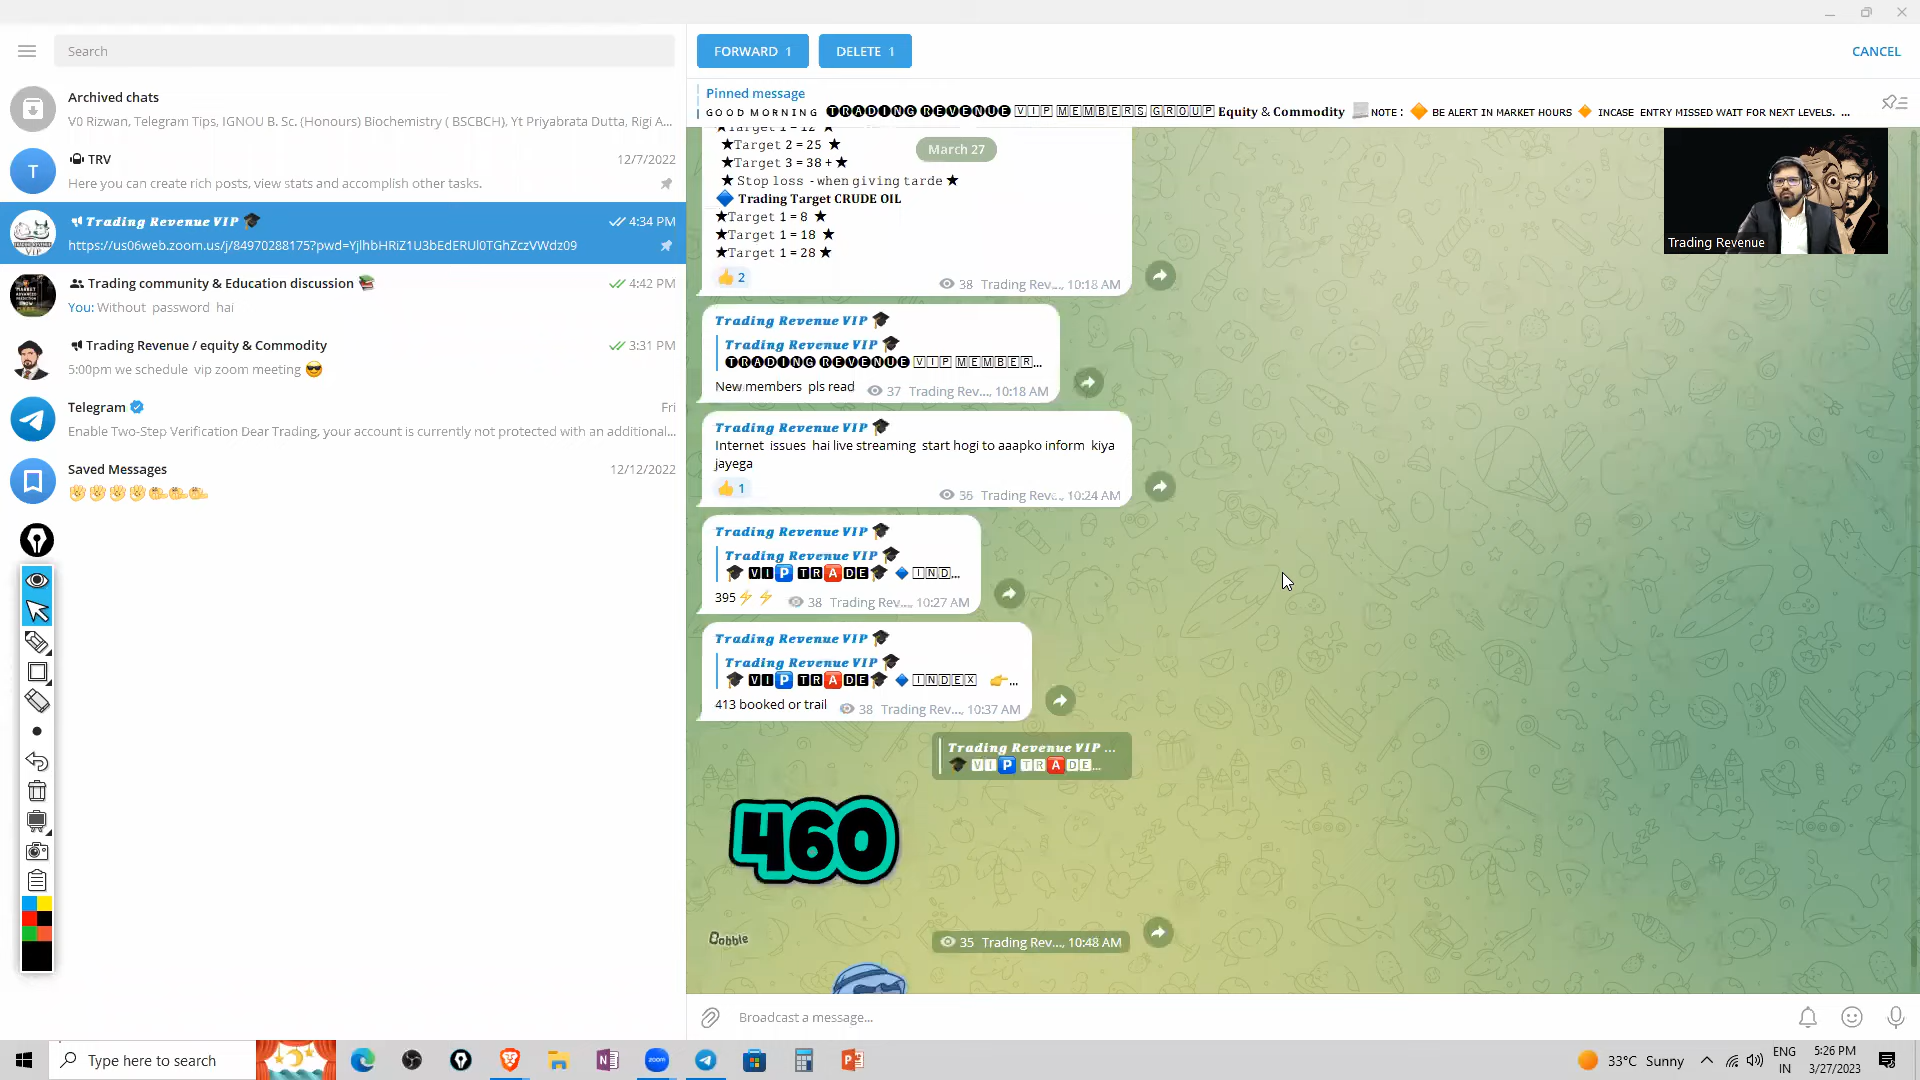 Search
Archived chats
V0 Rizwan, Telegram Tips, IGNOU B. Sc. (Honours) Biochemistry ( BSCBCH), Yt Priyabrata Dutta, Rigi A...
T
TRV
12/7/2022
Here you can create rich posts, view stats and accomplish other tasks.
Trading Revenue VIP 🎓
4:34 PM
https://us06web.zoom.us/j/84970288175?pwd=YjlhbHRiZ1U3bEdERUl0TGhZczVWdz09
Trading community & Education discussion 📚
4:42 PM
You: Without password hai
Trading Revenue / equity & Commodity
3:31 PM
5:00pm we schedule vip zoom meeting 😎
Telegram
Fri
Enable Two-Step Verification Dear Trading, your account is currently not protected with an additional...
Saved Messages
12/12/2022
FORWARD 1
DELETE 1
CANCEL
Pinned message
GOOD MORNING 🅣🅡🅐🅓🅘🅝🅖 🅡🅔🅥🅔🅝🅤🅔 🅅🄸🄿 🄼🄴🄼🄱🄴🅁🅂 🄶🅁🄾🅄🄿 Equity & Commodity NOTE : 🔶 BE ALERT IN MARKET HOURS 🔸 INCASE ENTRY MISSED WAIT FOR NEXT LEVELS. ...
★Target 1 = 12 ★
★Target 2 = 25 ★
★Target 3 = 38 + ★
★ Stop loss - when giving tarde ★
🔷 Trading Target CRUDE OIL
★Target 1 = 8 ★
★Target 1 = 18 ★
★Target 1 = 28 ★
👍 2
38 Trading Rev..., 10:18 AM
March 27
Trading Revenue VIP 🎓
Trading Revenue VIP 🎓
🅣🅡🅐🅓🅘🅝🅖 🅡🅔🅥🅔🅝🅤🅔 🅅🄸🄿 🄼🄴🄼🄱🄴🅁...
New members pls read
37 Trading Rev..., 10:18 AM
Trading Revenue VIP 🎓
Internet issues hai live streaming start hogi to aaapko inform kiya
jayega
👍 1
36 Trading Rev..., 10:24 AM
Trading Revenue VIP 🎓
Trading Revenue VIP 🎓
🎓 🆅🅸🅿 🆃🆁🅰🅳🅴🎓 🔹🄸🄽🄳...
395⚡⚡
38 Trading Rev..., 10:27 AM
Trading Revenue VIP 🎓
Trading Revenue VIP 🎓
🎓 🆅🅸🅿 🆃🆁🅰🅳🅴🎓 🔹🄸🄽🄳🄴🅇 👉...
413 booked or trail
38 Trading Rev..., 10:37 AM
Trading Revenue VIP ...
🎓 🆅🅸🅿 🆃🆁🅰🅳🅴...
460
Bobble
35 Trading Rev..., 10:48 AM
Trading Revenue
VIP
Broadcast a message...
Type here to search
33°C Sunny
ENG
IN
5:26 PM
3/27/2023